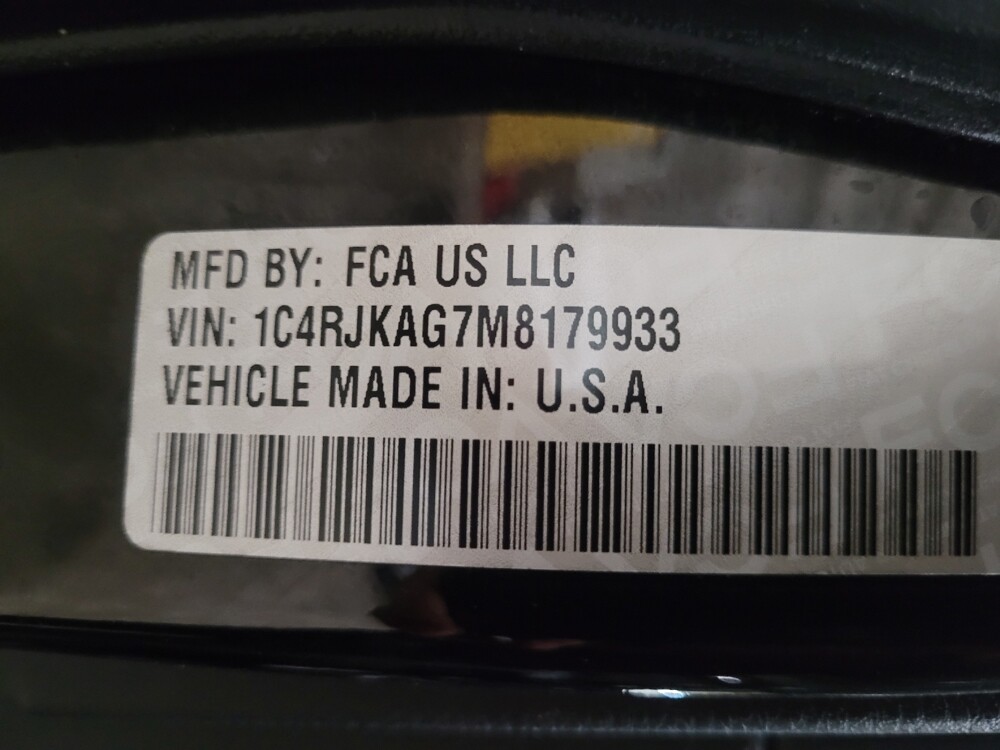 MFD BY: FCA US LLC
VIN: 1C4RJKAG7M8179933
VEHICLE MADE IN: U.S.A.